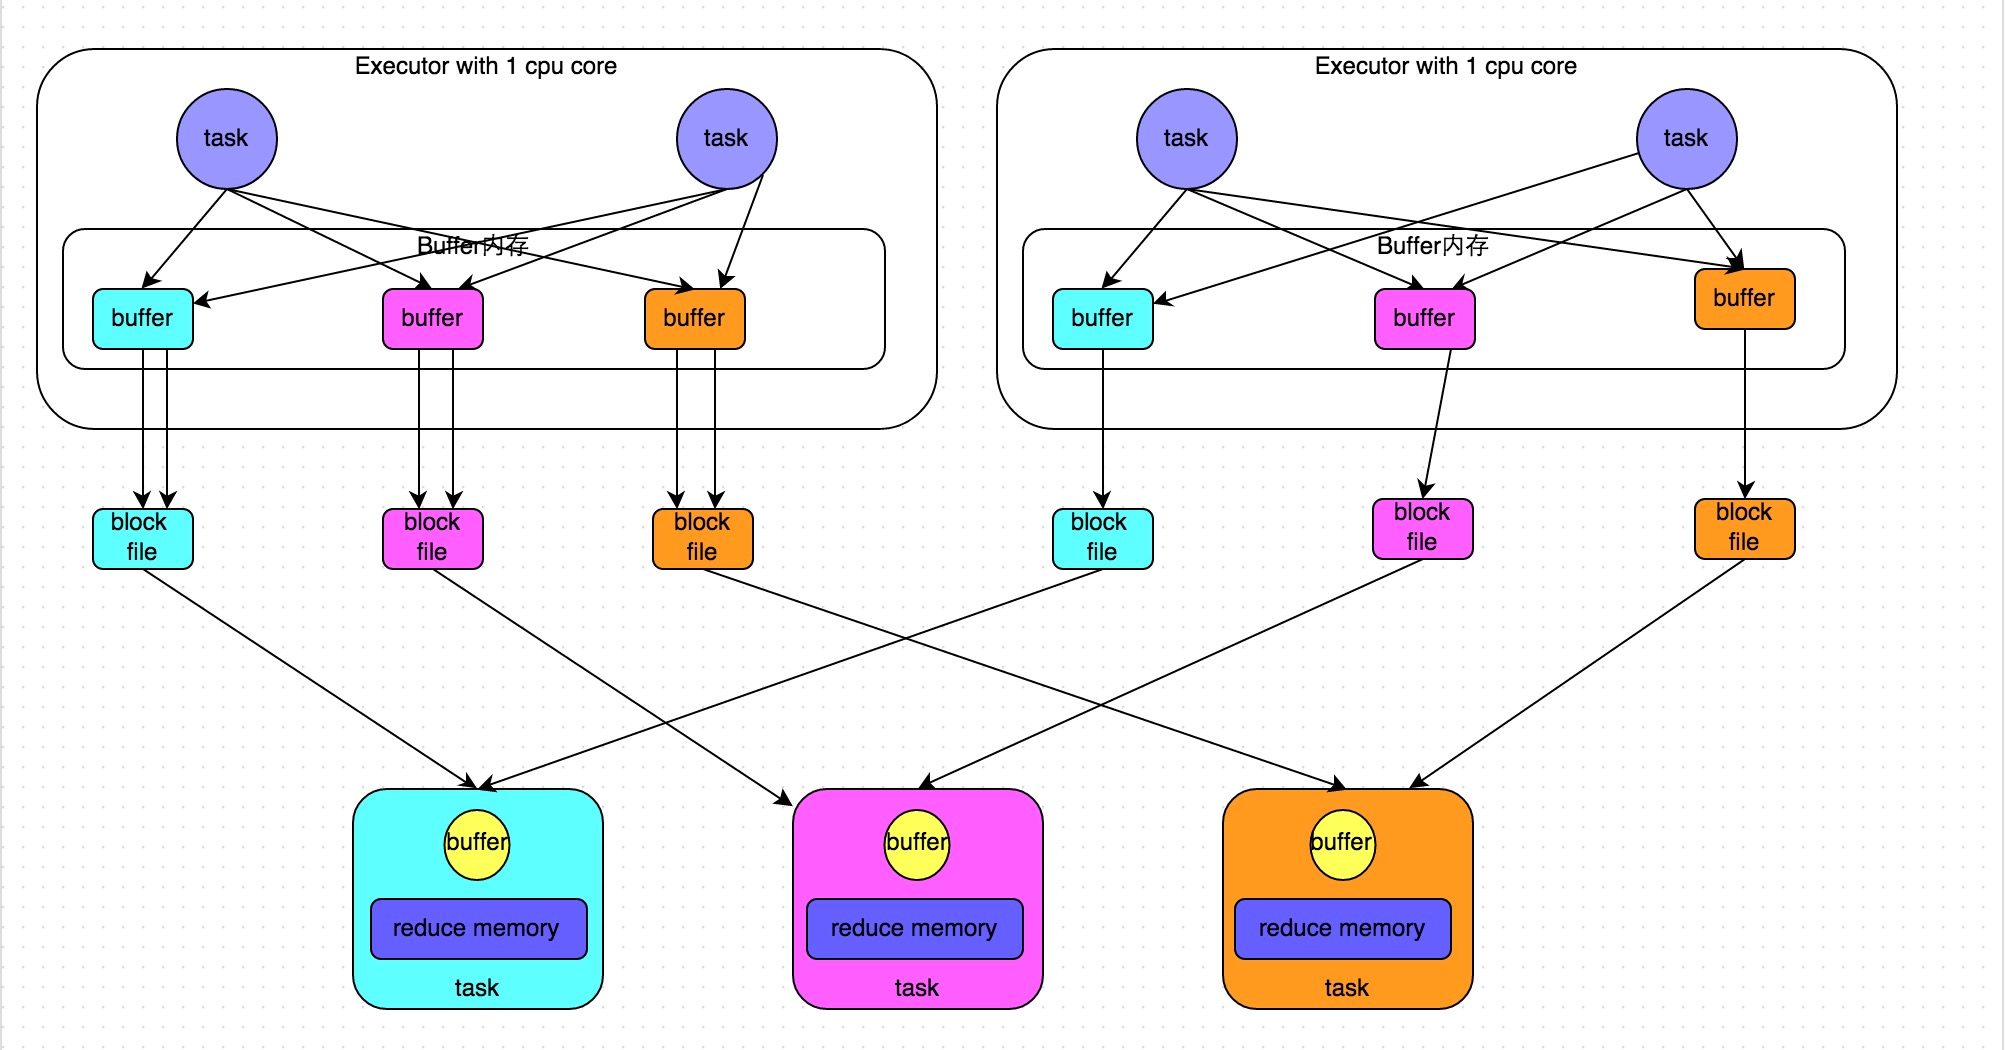 Executor with 1 cpu core
task
task
Buffer内存
buffer
buffer
buffer
Executor with 1 cpu core
task
task
Buffer内存
buffer
buffer
buffer
block
file
block
file
block
file
block
file
block
file
block
file
buffer
reduce memory
task
buffer
reduce memory
task
buffer
reduce memory
task